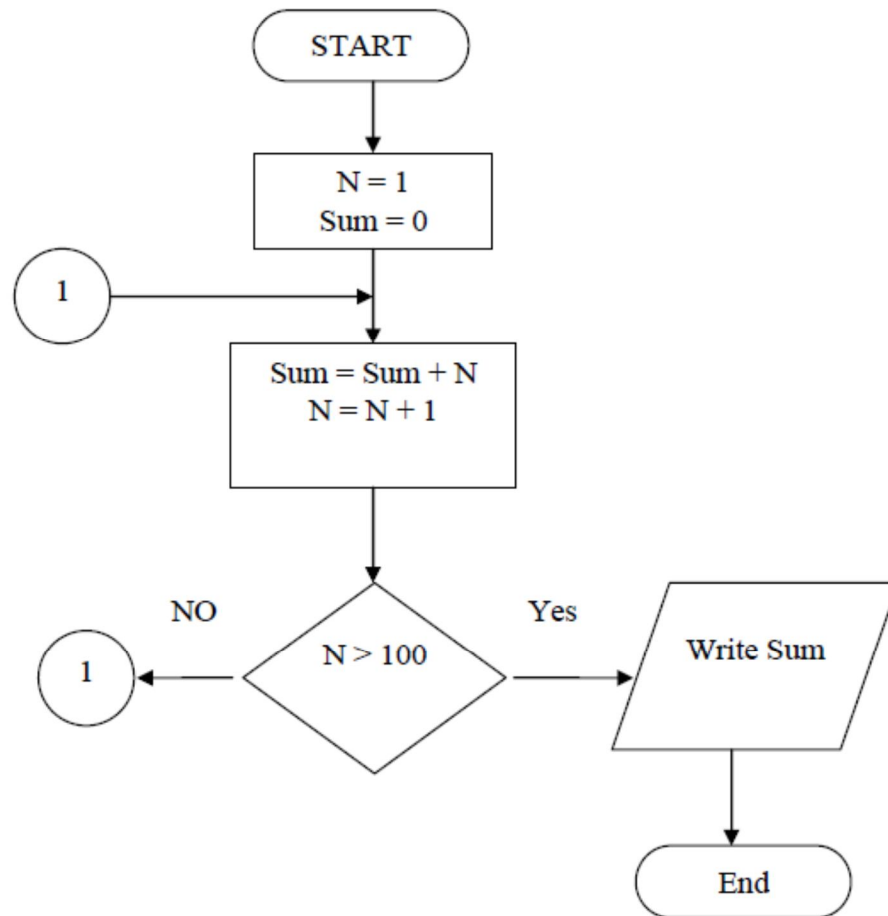 START
N = 1
Sum = 0
1
Sum = Sum + N
N = N + 1
NO
Yes
1
N > 100
Write Sum
End